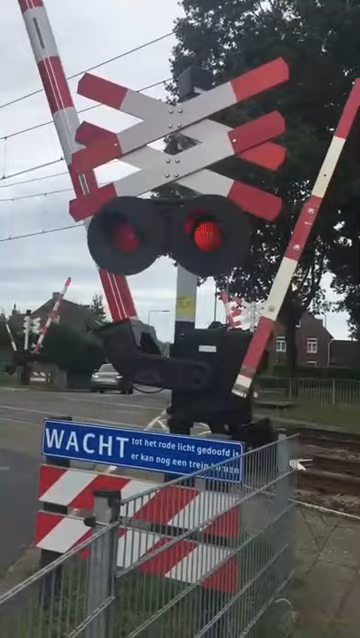 WACHT tot het rode licht gedoofd is
er kan nog een trein komen